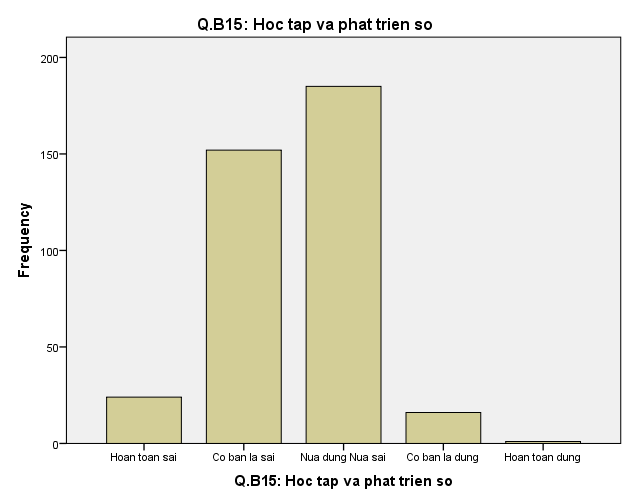 Q.B15: Hoc tap va phat trien so
200
150
100
50
0
Frequency
Hoan toan sai
Co ban la sai
Nua dung Nua sai
Co ban la dung
Hoan toan dung
Q.B15: Hoc tap va phat trien so